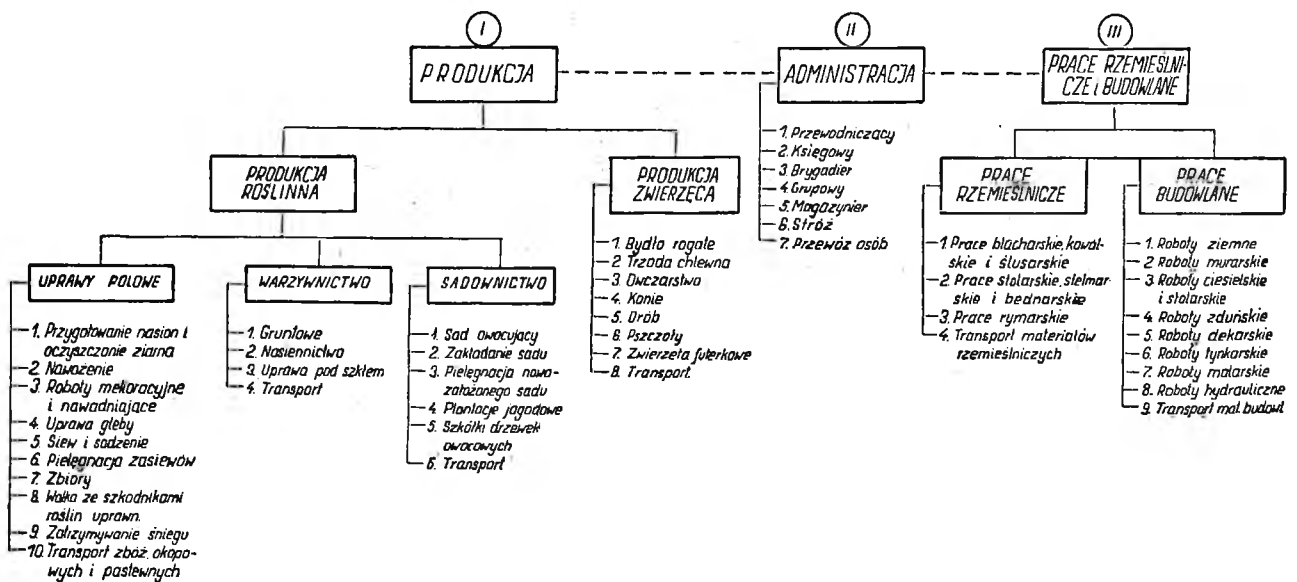 I
PRODUKCJA
II
ADMINISTRACJA
III
PRACE RZEMIEŚLNI-
CZE i BUDOWLANE
PRODUKCJA
ROŚLINNA
PRODUKCJA
ZWIERZĘCA
1. Przewodniczący
2. Księgowy
3. Brygadier
4. Grupowy
5. Magazynier
6. Stróż
7. Przewóz osób
PRACE
RZEMIEŚLNICZE
PRACE
BUDOWLANE
UPRAWY POLOWE
WARZYWNICTWO
SADOWNICTWO
1. Przygotowanie nasion i
oczyszczanie ziarna
2. Nawożenie
3. Roboty melioracyjne
i nawadniające
4. Uprawa gleby
5. Siew i sadzenie
6. Pielęgnacja zasiewów
7. Zbiory
8. Walka ze szkodnikami
roślin uprawn.
9. Zatrzymywanie śniegu
10. Transport zbóż, okopo-
wych i pastewnych
1. Gruntowe
2. Nasiennictwo
3. Uprawa pod szkłem
4. Transport
1. Sad owocujący
2. Zakładanie sadu
3. Pielęgnacja nowo-
założonego sadu
4. Plantacje jagodowe
5. Szkółki drzewek
owocowych
6. Transport
1. Bydło rogate
2. Trzoda chlewna
3. Owczarstwo
4. Konie
5. Drób
6. Pszczoły
7. Zwierzęta futerkowe
8. Transport
1. Prace blacharskie, kowal-
skie i ślusarskie
2. Prace stolarskie, stelmar-
skie i bednarskie
3. Prace rymarskie
4. Transport materiałów
rzemieślniczych
1. Roboty ziemne
2. Roboty murarskie
3. Roboty ciesielskie
i stolarskie
4. Roboty zduńskie
5. Roboty dekarskie
6. Roboty tynkarskie
7. Roboty malarskie
8. Roboty hydrauliczne
9. Transport mat. budowl.